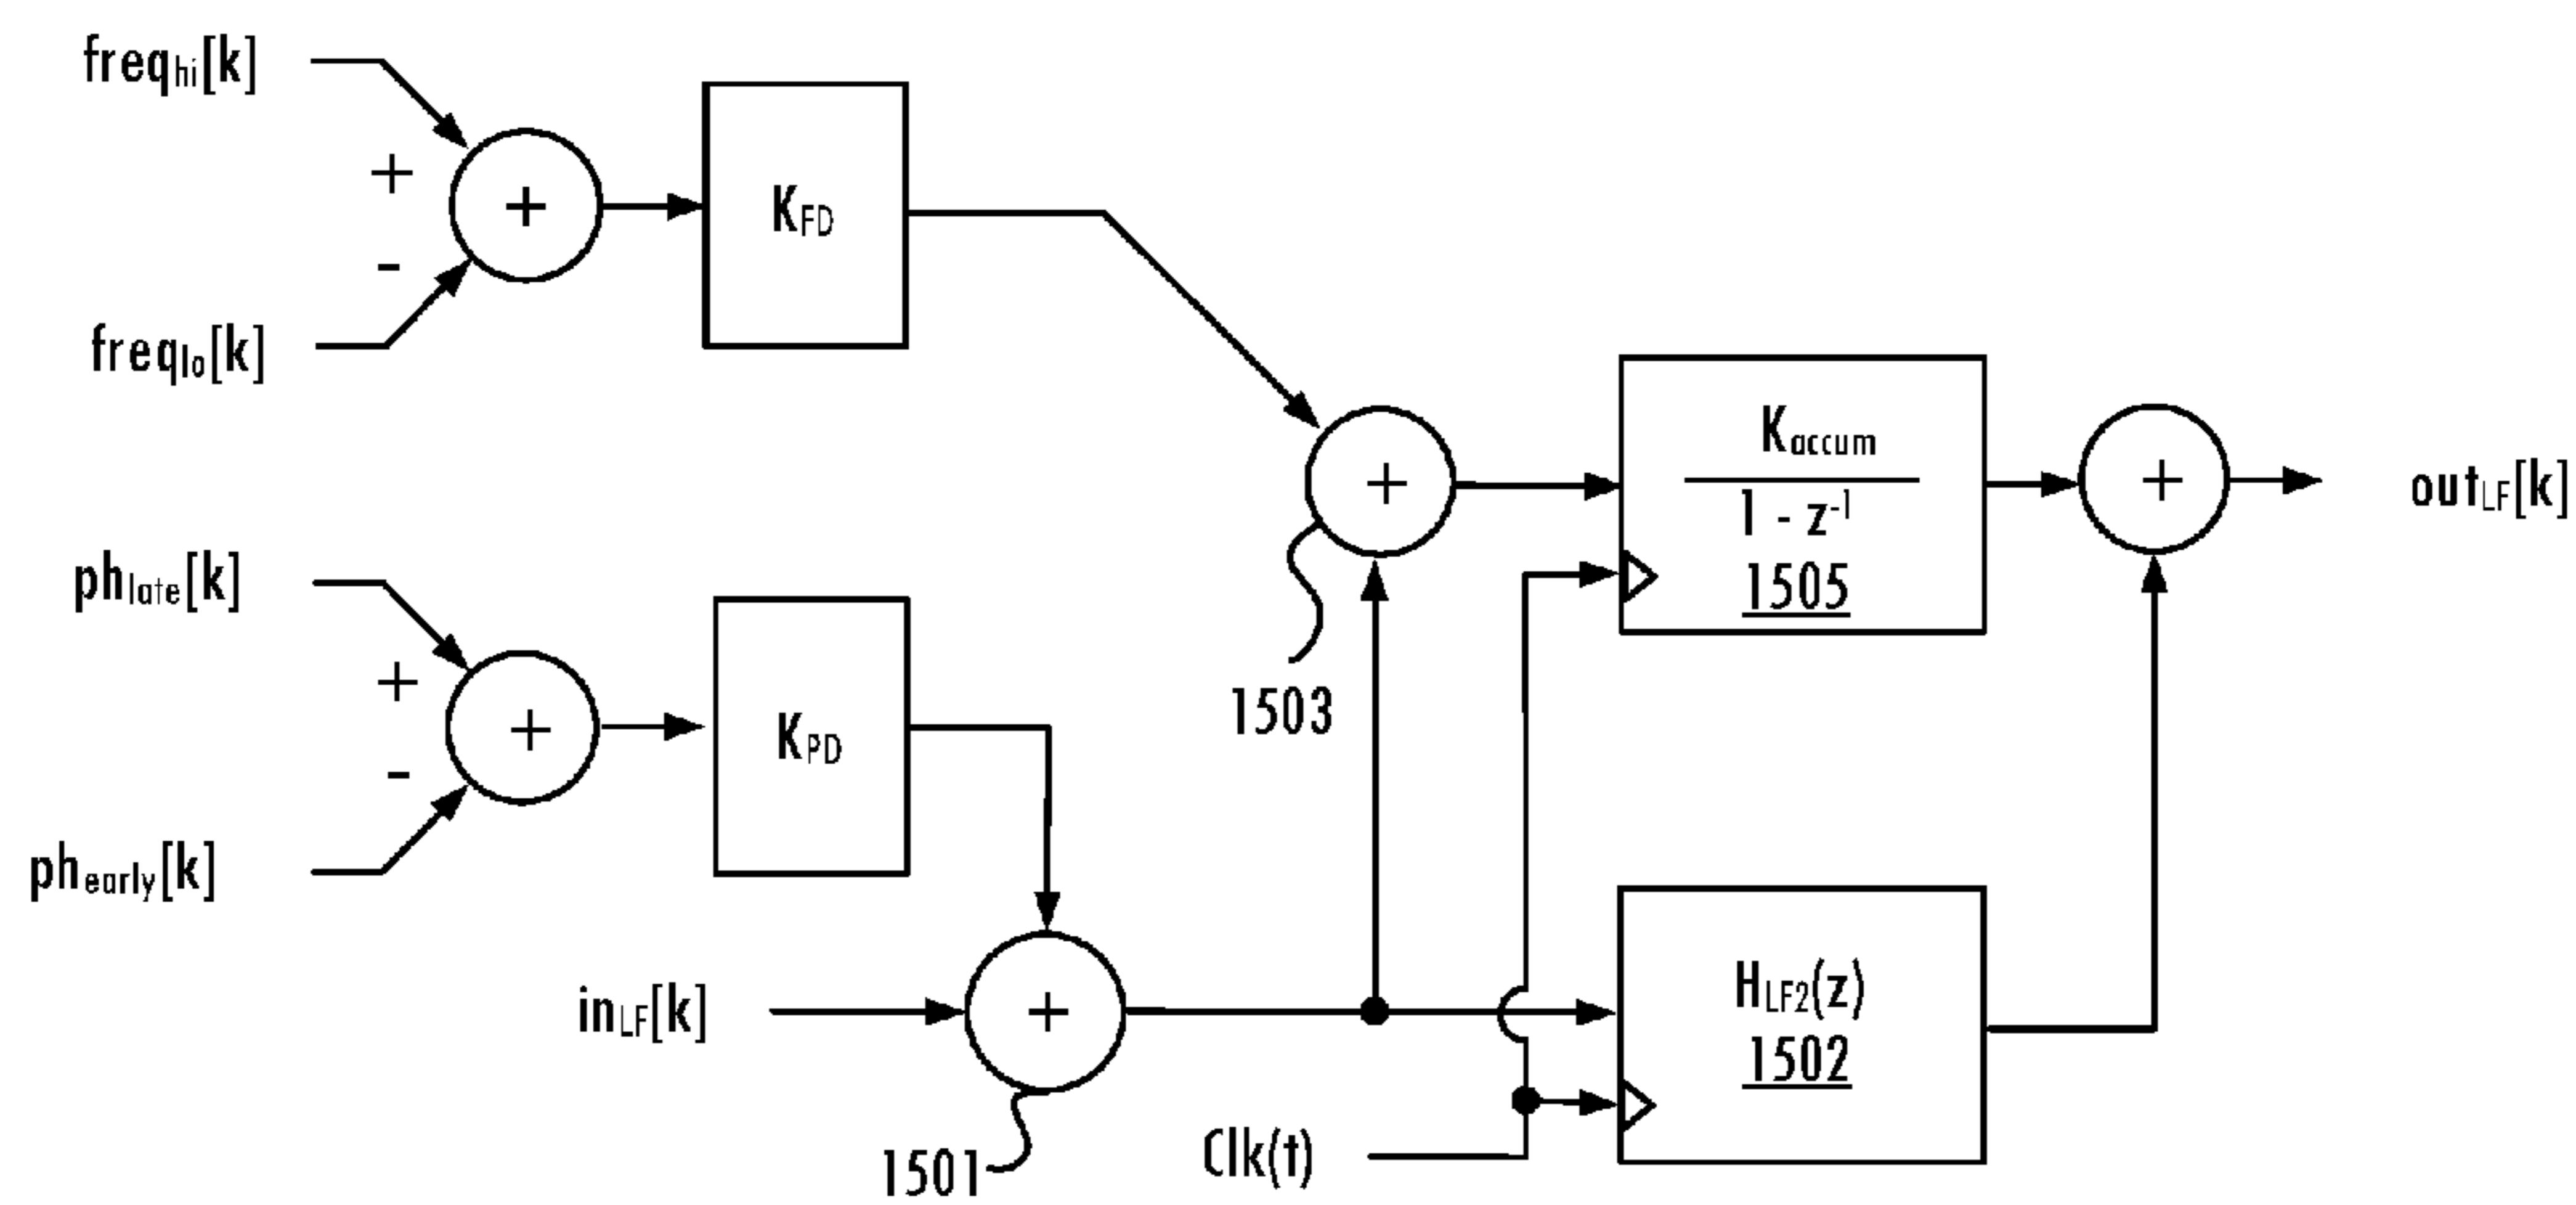 freqhi[k]
+
+
-
freqlo[k]
KFD
phlate[k]
+
+
-
phearly[k]
KPD
+
1503
Kaccum
1 - z-1
1505
+
outLF[k]
inLF[k]
+
1501
HLF2(z)
1502
Clk(t)